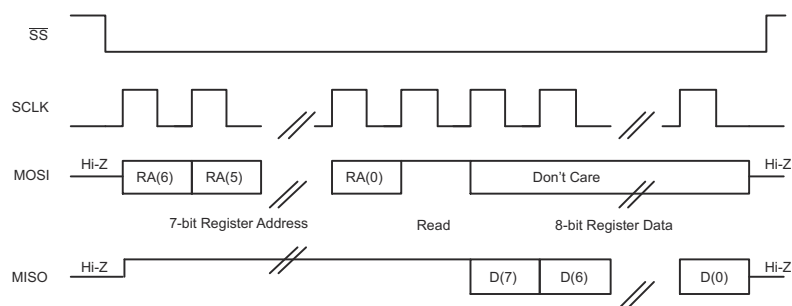 SS
SCLK
MOSI Hi-Z RA(6) RA(5) RA(0) Don't Care Hi-Z
7-bit Register Address Read 8-bit Register Data
MISO Hi-Z D(7) D(6) D(0) Hi-Z